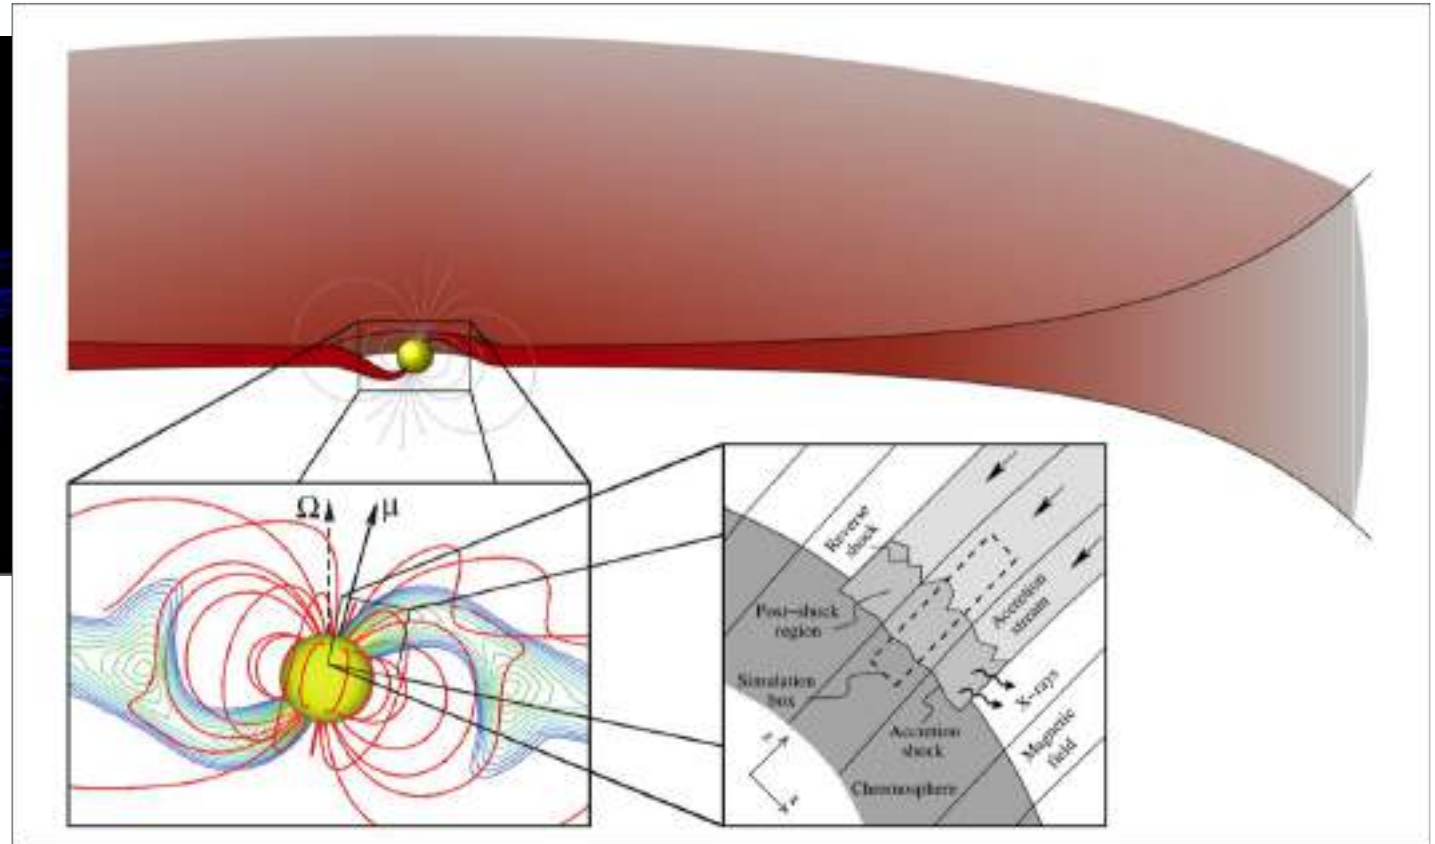 Ω
μ
Reverse
shock
Post-shock
region
Accretion
stream
Simulation
box
X-rays
Accretion
shock
Magnetic
field
Chromosphere